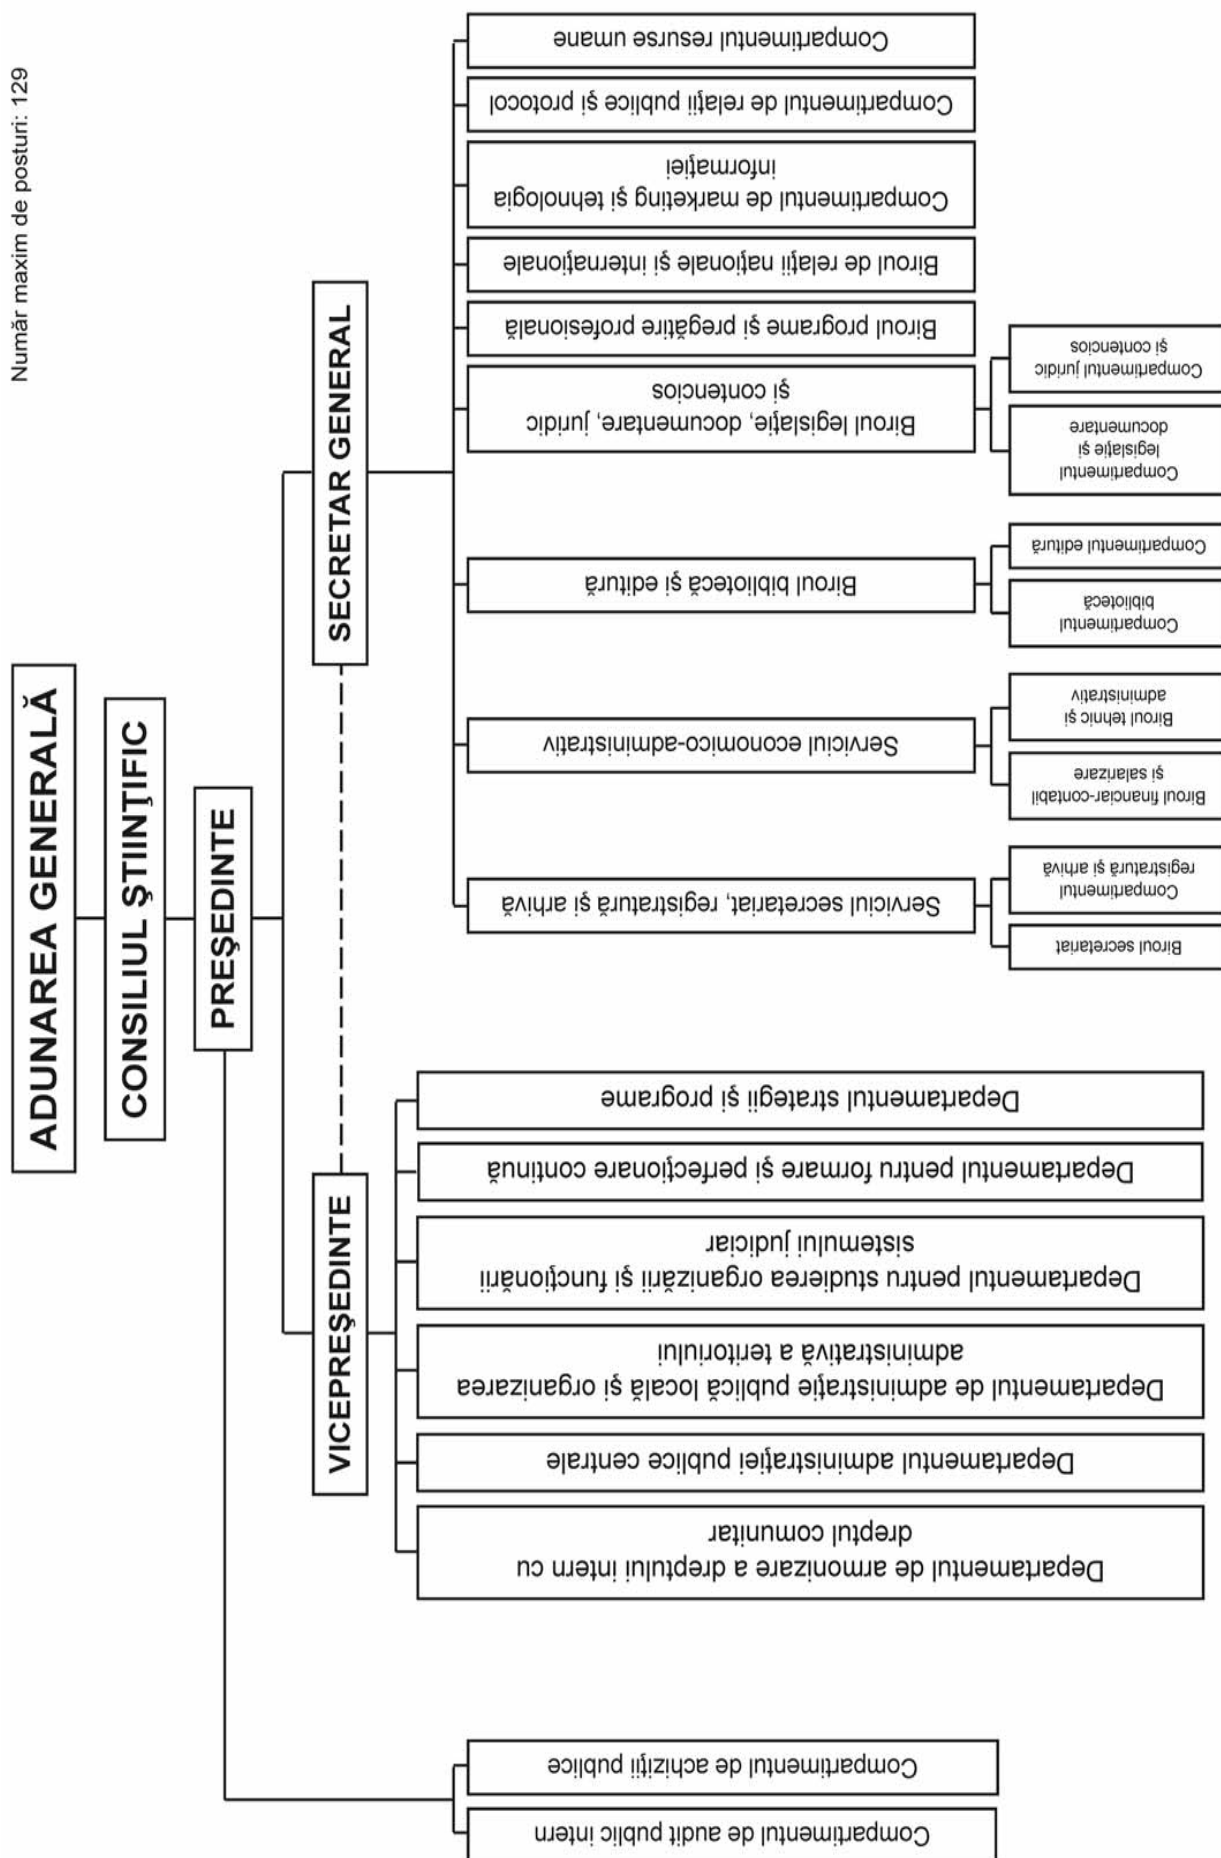 Număr maxim de posturi: 129
ADUNAREA GENERALĂ
CONSILIUL ŞTIINŢIFIC
PREŞEDINTE
VICEPREŞEDINTE
SECRETAR GENERAL
Compartimentul de audit public intern
Compartimentul de achiziţii publice
Departamentul de armonizare a dreptului intern cu
dreptul comunitar
Departamentul administraţiei publice centrale
Departamentul de administraţie publică locală şi organizarea
administrativă a teritoriului
Departamentul pentru studierea organizării şi funcţionării
sistemului judiciar
Departamentul pentru formare şi perfecţionare continuă
Departamentul strategii şi programe
Serviciul secretariat, registratură şi arhivă
Biroul secretariat
Compartimentul
registratură şi arhivă
Serviciul economico-administrativ
Biroul financiar-contabil
şi salarizare
Biroul tehnic şi
administrativ
Biroul bibliotecă şi editură
Compartimentul
bibliotecă
Compartimentul editură
Biroul legislaţie, documentare, juridic
şi contencios
Compartimentul
legislaţie şi
documentare
Compartimentul juridic
şi contencios
Biroul programe şi pregătire profesională
Biroul de relaţii naţionale şi internaţionale
Compartimentul de marketing şi tehnologia
informaţiei
Compartimentul de relaţii publice şi protocol
Compartimentul resurse umane